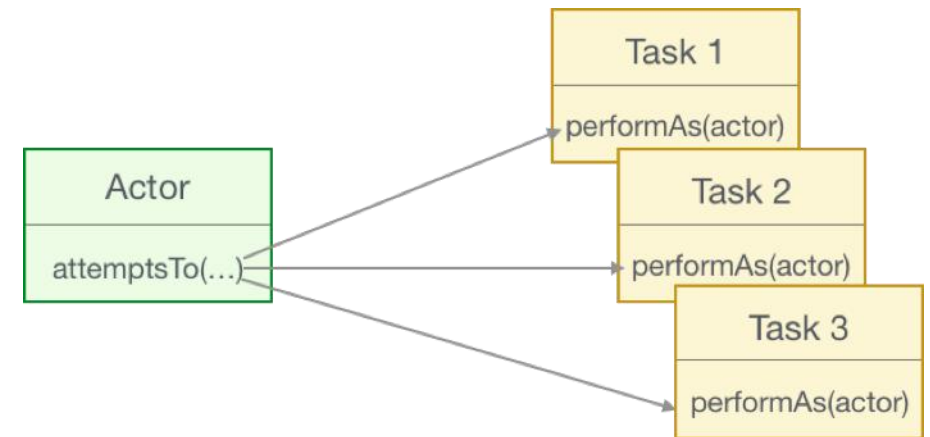 Actor
attemptsTo(…)
Task 1
performAs(actor)
Task 2
performAs(actor)
Task 3
performAs(actor)